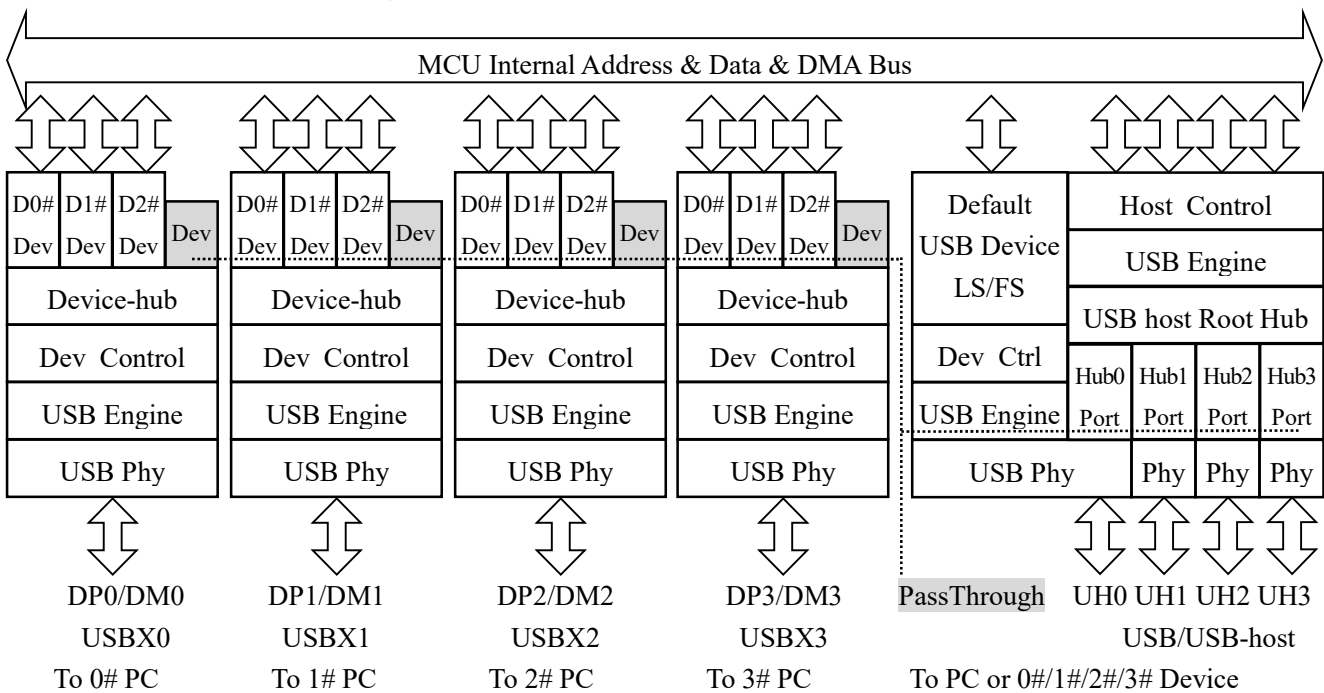 MCU Internal Address & Data & DMA Bus
D0# D1# D2# D0# D1# D2# D0# D1# D2# D0# D1# D2# Default Host Control
Dev Dev Dev Dev Dev Dev Dev Dev Dev Dev Dev Dev Dev Dev Dev Dev USB Device USB Engine
LS/FS
Device-hub Device-hub Device-hub Device-hub USB host Root Hub
Dev Control Dev Control Dev Control Dev Control Dev Ctrl
Hub0 Hub1 Hub2 Hub3
USB Engine USB Engine USB Engine USB Engine USB Engine Port Port Port Port
USB Phy USB Phy USB Phy USB Phy USB Phy Phy Phy Phy
DP0/DM0 DP1/DM1 DP2/DM2 DP3/DM3 PassThrough UH0 UH1 UH2 UH3
USBX0 USBX1 USBX2 USBX3 USB/USB-host
To 0# PC To 1# PC To 2# PC To 3# PC To PC or 0#/1#/2#/3# Device